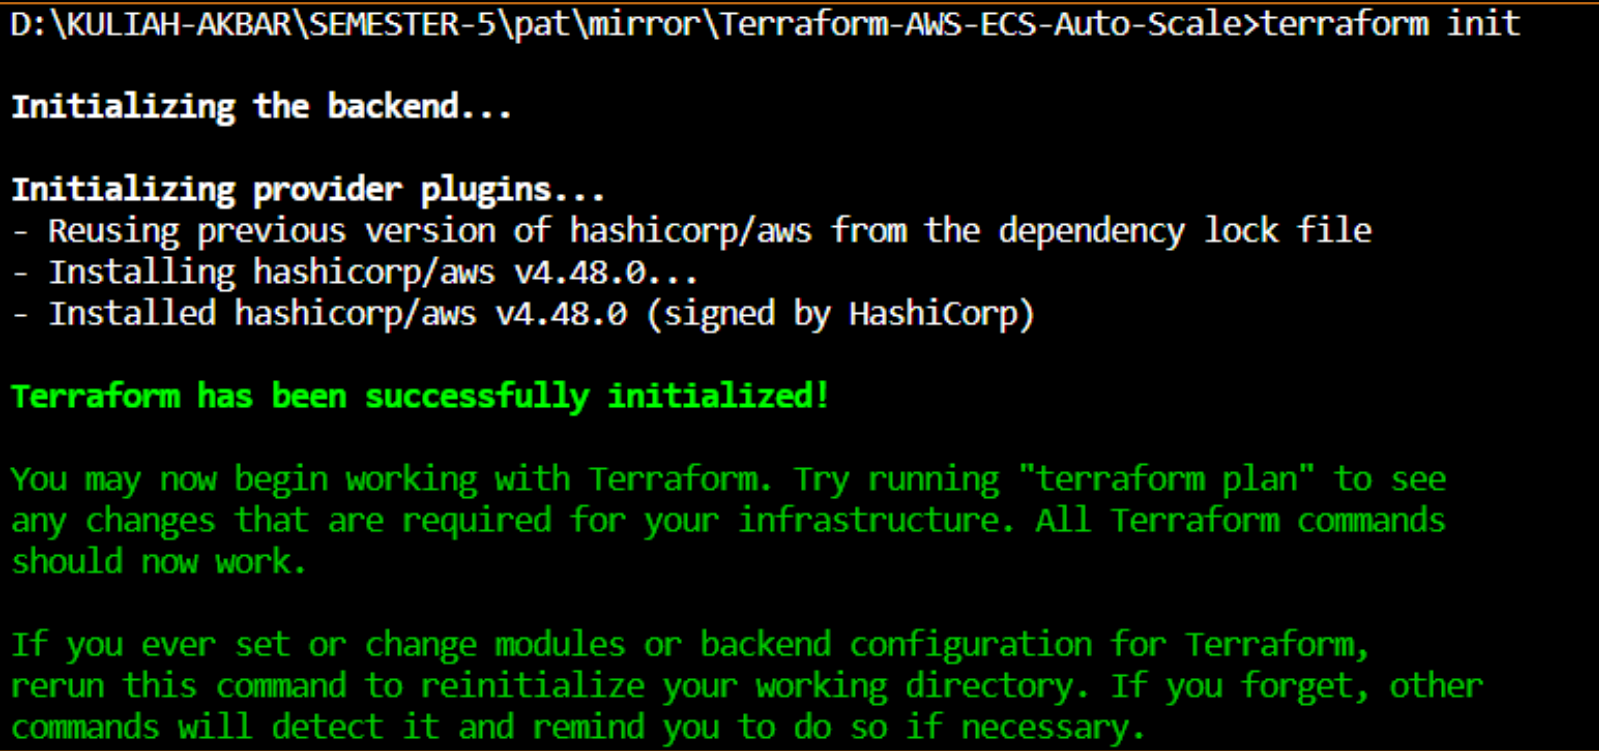 D:\KULIAH-AKBAR\SEMESTER-5\pat\mirror\Terraform-AWS-ECS-Auto-Scale>terraform init
Initializing the backend...
Initializing provider plugins...
- Reusing previous version of hashicorp/aws from the dependency lock file
- Installing hashicorp/aws v4.48.0...
- Installed hashicorp/aws v4.48.0 (signed by HashiCorp)
Terraform has been successfully initialized!
You may now begin working with Terraform. Try running "terraform plan" to see
any changes that are required for your infrastructure. All Terraform commands
should now work.
If you ever set or change modules or backend configuration for Terraform,
rerun this command to reinitialize your working directory. If you forget, other
commands will detect it and remind you to do so if necessary.